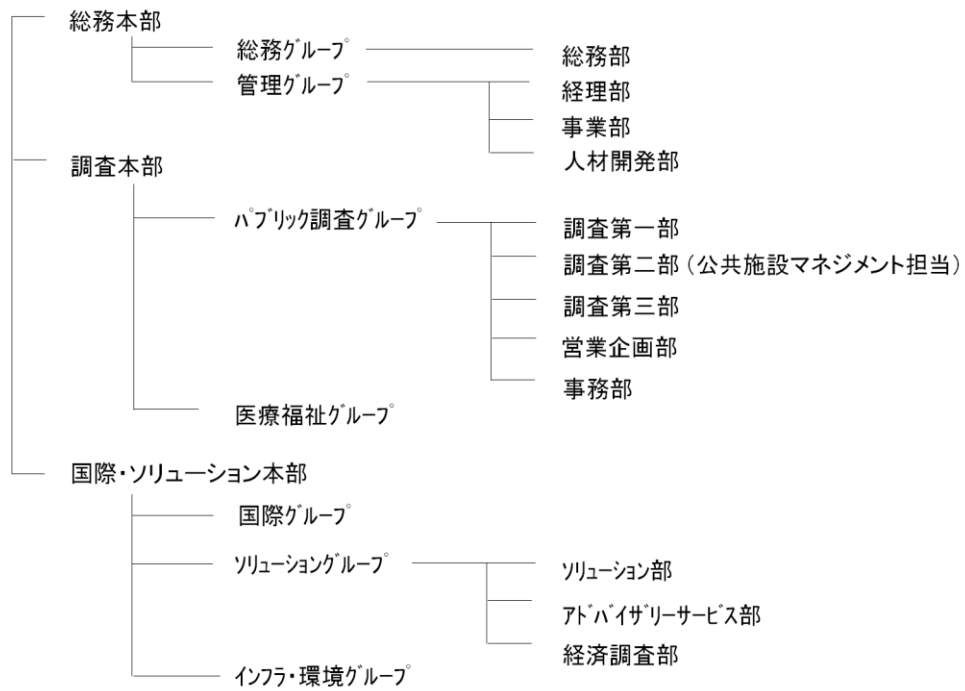 総務本部
総務ｸﾞﾙｰﾌﾟ
総務部
管理ｸﾞﾙｰﾌﾟ
経理部
事業部
人材開発部
調査本部
ﾊﾟﾌﾞﾘｯｸ調査ｸﾞﾙｰﾌﾟ
調査第一部
調査第二部（公共施設マネジメント担当）
調査第三部
営業企画部
事務部
医療福祉ｸﾞﾙｰﾌﾟ
国際・ソリューション本部
国際ｸﾞﾙｰﾌﾟ
ｿﾘｭｰｼｮﾝｸﾞﾙｰﾌﾟ
ｿﾘｭｰｼｮﾝ部
ｱﾄﾞﾊﾞｲｻﾞﾘｰｻｰﾋﾞｽ部
経済調査部
ｲﾝﾌﾗ・環境ｸﾞﾙｰﾌﾟ